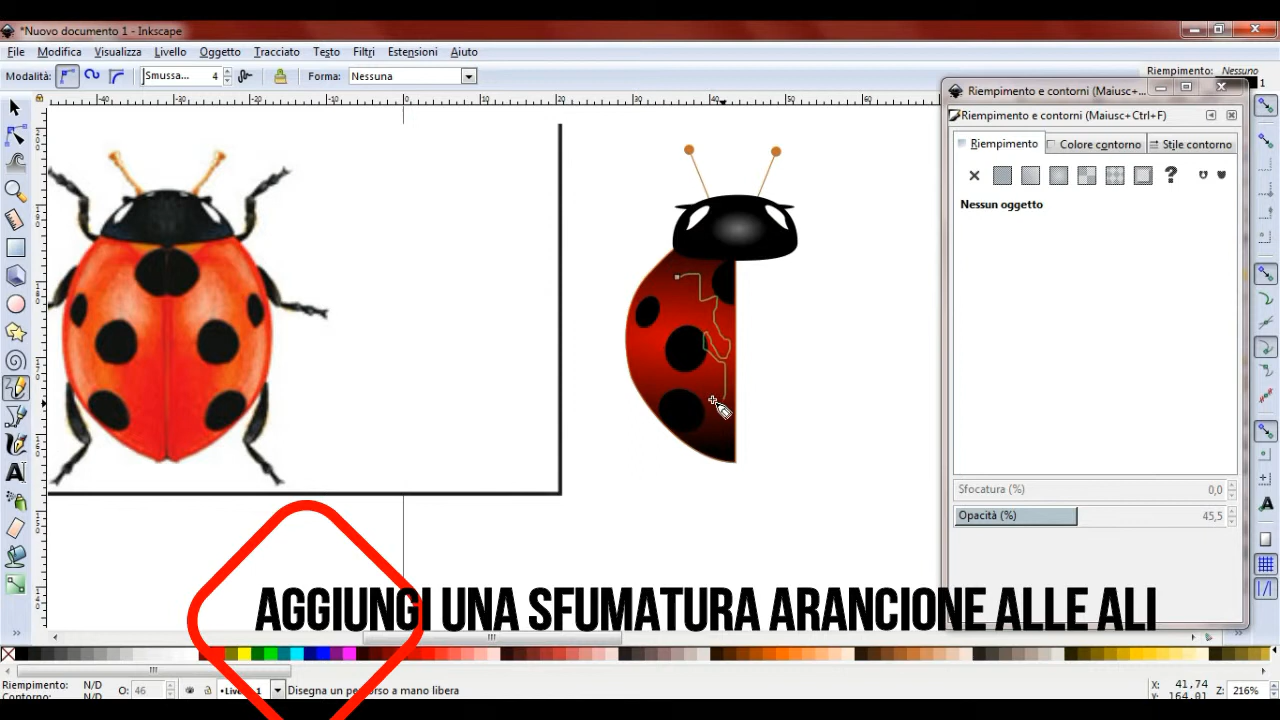 *Nuovo documento 1 - Inkscape
File Modifica Visualizza Livello Oggetto Tracciato Testo Filtri Estensioni Aiuto
Modalità: Smussa... 4 Forma: Nessuna
Riempimento: Nessuno
1
Riempimento e contorni (Maiusc+...
Riempimento e contorni (Maiusc+Ctrl+F)
Riempimento Colore contorno Stile contorno
Nessun oggetto
Sfocatura (%) 0,0
Opacità (%) 45,5
AGGIUNGI UNA SFUMATURA ARANCIONE ALLE ALI
Riempimento: N/D O: 46 Disegna un percorso a mano libera X: 41,74 Z: 216%
Contorno: N/D Y: 164,01